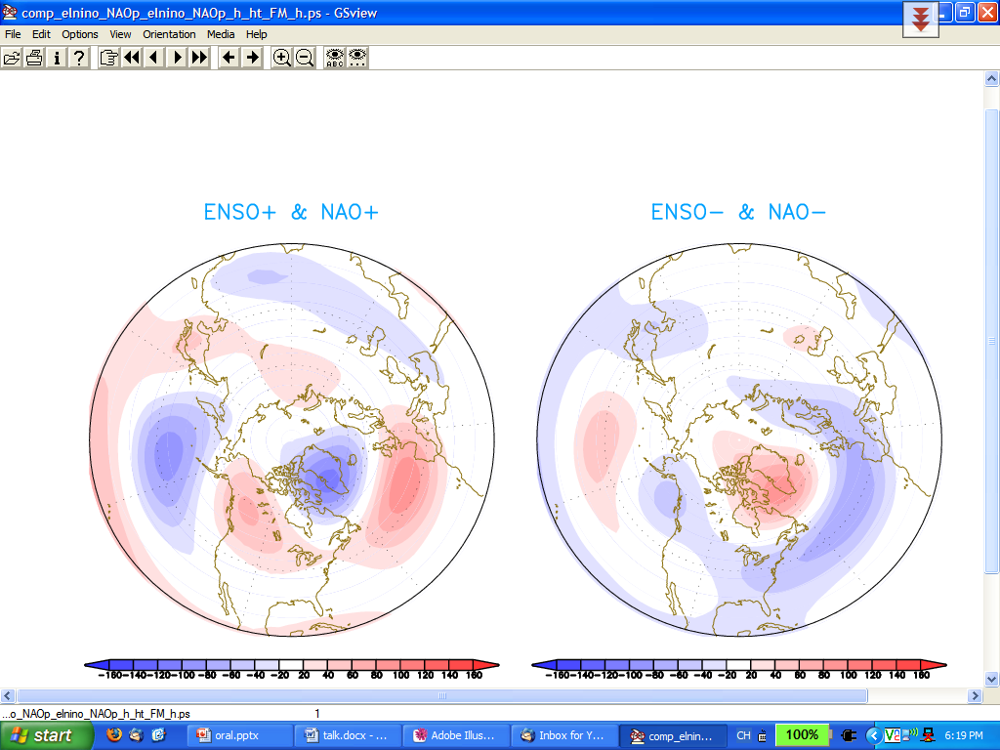 comp_elnino_NAOp_elnino_NAOp_h_ht_FM_h.ps - GSview
File Edit Options View Orientation Media Help
ENSO+ & NAO+
ENSO− & NAO−
−160 −140 −120 −100 −80 −60 −40 −20 20 40 60 80 100 120 140 160
−160 −140 −120 −100 −80 −60 −40 −20 20 40 60 80 100 120 140 160
...o_NAOp_elnino_NAOp_h_ht_FM_h.ps 1
start oral.pptx talk.docx - ... Adobe Illus... Inbox for Y... comp_elnin... CH 100% 6:19 PM